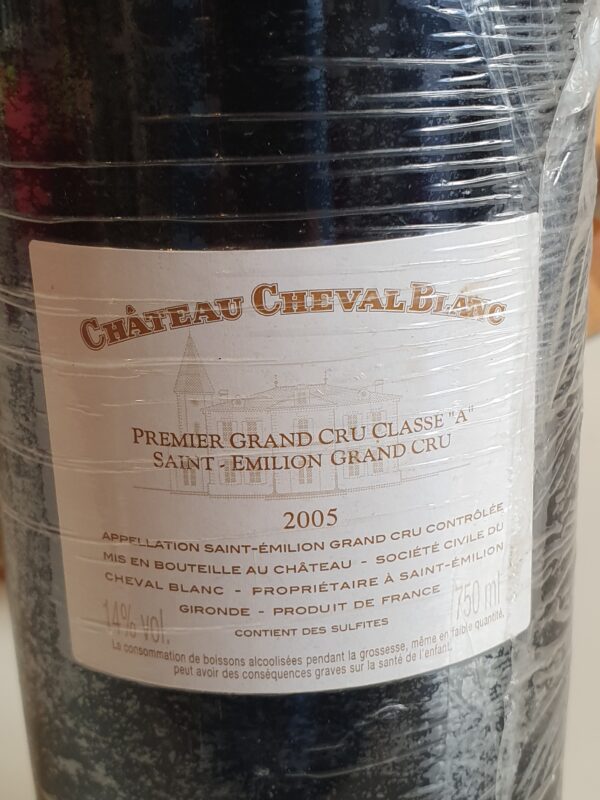 CHÂTEAU CHEVAL BLANC
PREMIER GRAND CRU CLASSE "A"
SAINT - EMILION GRAND CRU
2005
APPELLATION SAINT-ÉMILION GRAND CRU CONTRÔLÉE
MIS EN BOUTEILLE AU CHÂTEAU - SOCIÉTÉ CIVILE DU
CHEVAL BLANC - PROPRIÉTAIRE À SAINT-ÉMILION
GIRONDE - PRODUIT DE FRANCE
14% vol.
750 ml
CONTIENT DES SULFITES
La consommation de boissons alcoolisées pendant la grossesse, même en faible quantité,
peut avoir des conséquences graves sur la santé de l'enfant.